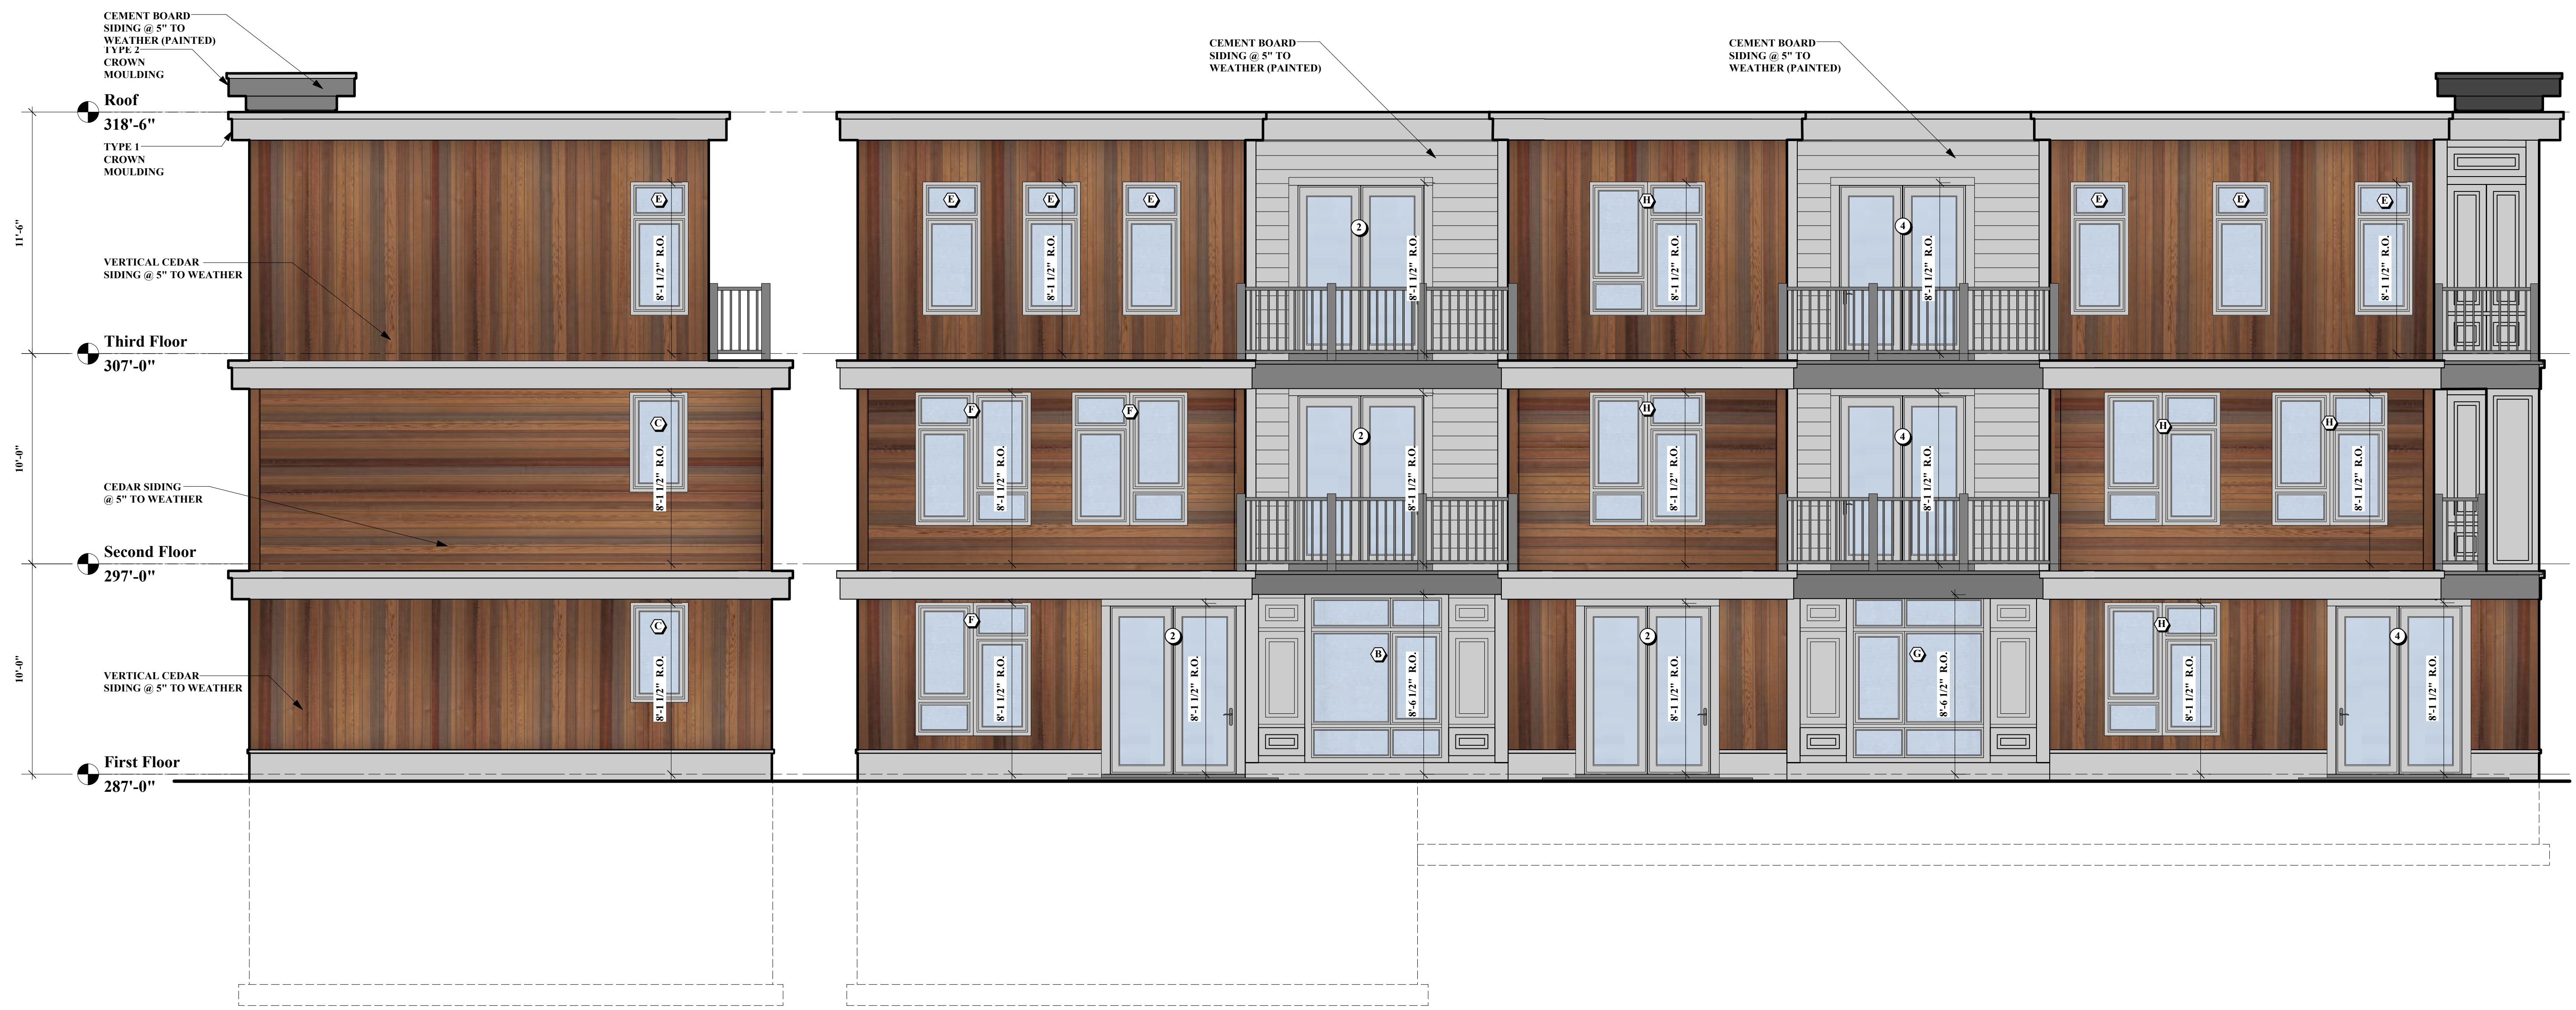 CEMENT BOARD
SIDING @ 5" TO
WEATHER (PAINTED)
TYPE 2
CROWN
MOULDING
CEMENT BOARD
SIDING @ 5" TO
WEATHER (PAINTED)
CEMENT BOARD
SIDING @ 5" TO
WEATHER (PAINTED)
Roof
318'-6"
TYPE 1
CROWN
MOULDING
11'-6"
E
E
E
E
2
H
4
E
E
E
8'-1 1/2" R.O.
8'-1 1/2" R.O.
8'-1 1/2" R.O.
8'-1 1/2" R.O.
8'-1 1/2" R.O.
8'-1 1/2" R.O.
VERTICAL CEDAR
SIDING @ 5" TO WEATHER
Third Floor
307'-0"
10'-0"
C
F
F
2
H
4
H
H
8'-1 1/2" R.O.
8'-1 1/2" R.O.
8'-1 1/2" R.O.
8'-1 1/2" R.O.
8'-1 1/2" R.O.
8'-1 1/2" R.O.
CEDAR SIDING
@ 5" TO WEATHER
Second Floor
297'-0"
10'-0"
C
F
2
B
2
G
H
4
8'-1 1/2" R.O.
8'-1 1/2" R.O.
8'-1 1/2" R.O.
8'-6 1/2" R.O.
8'-1 1/2" R.O.
8'-6 1/2" R.O.
8'-1 1/2" R.O.
8'-1 1/2" R.O.
VERTICAL CEDAR
SIDING @ 5" TO WEATHER
First Floor
287'-0"